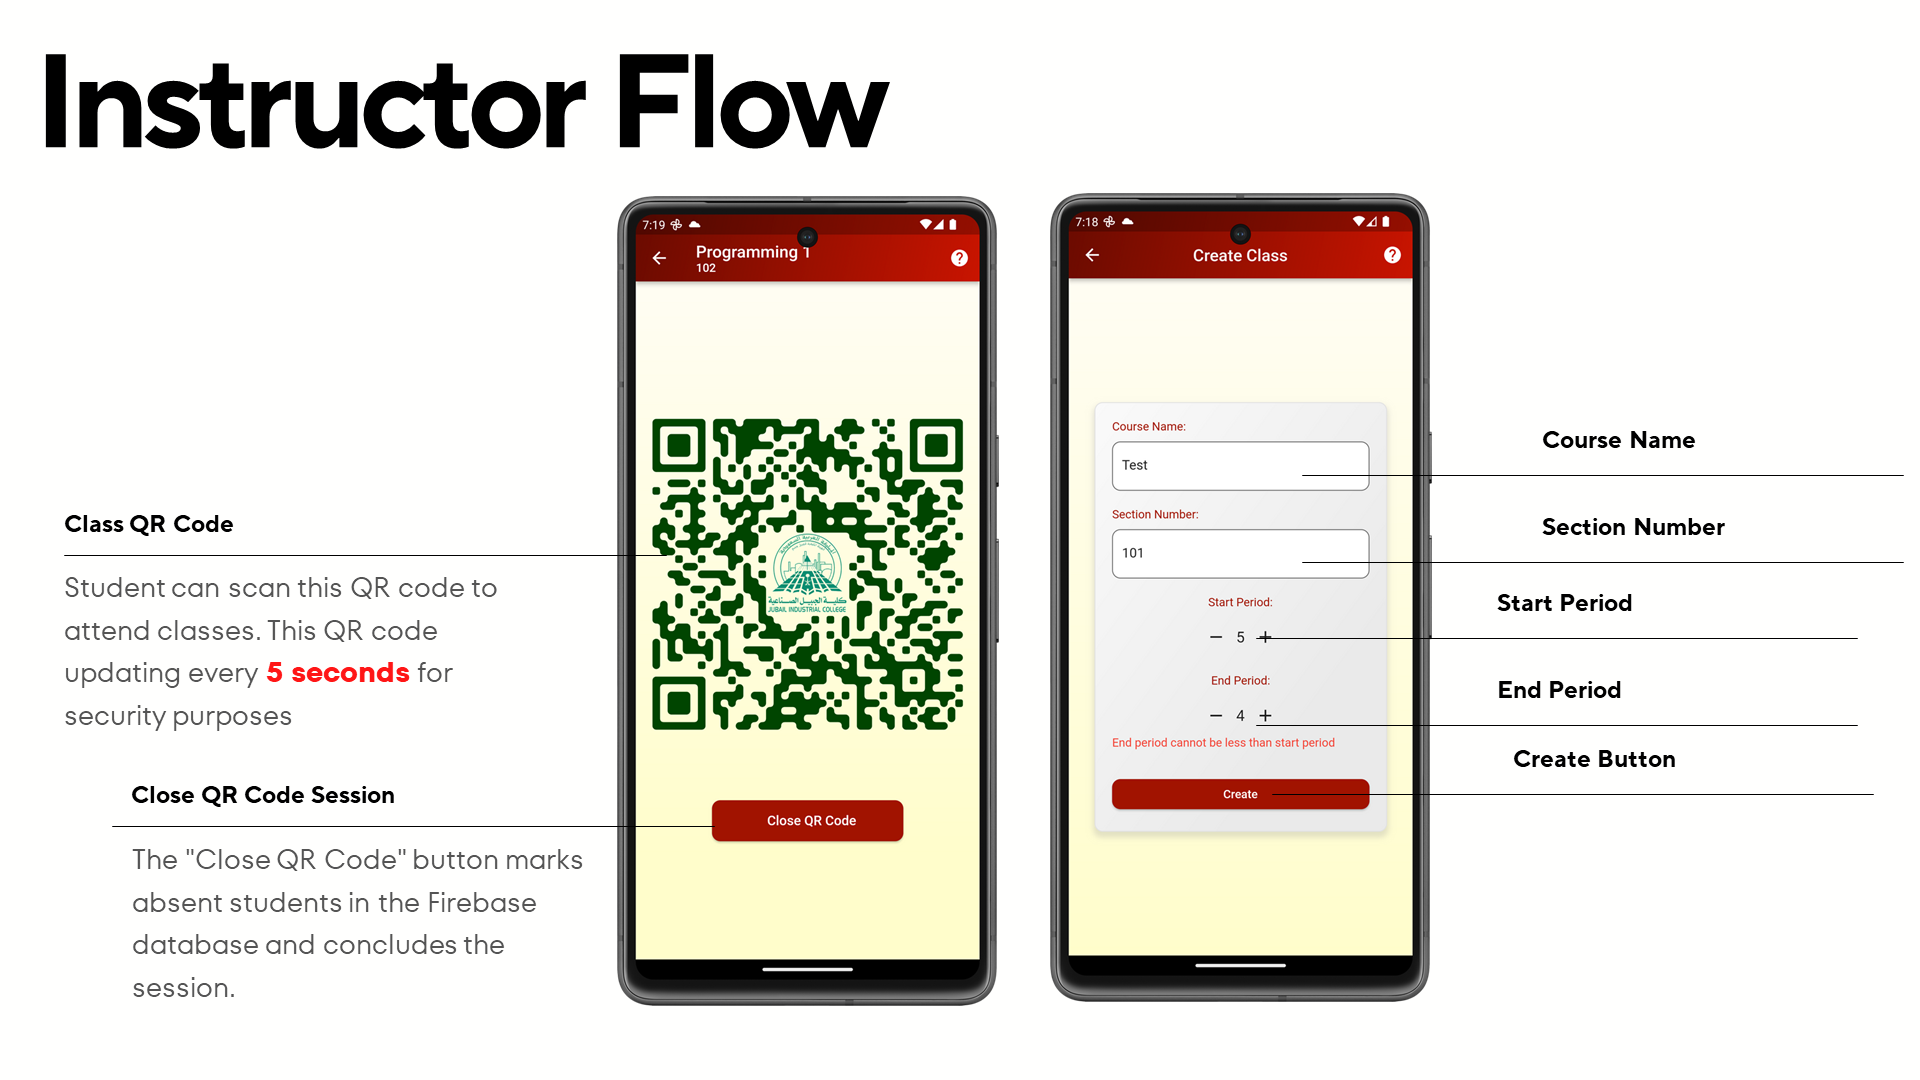 Instructor Flow
Class QR Code
Student can scan this QR code to
attend classes. This QR code
updating every 5 seconds for
security purposes
Close QR Code Session
The "Close QR Code" button marks
absent students in the Firebase
database and concludes the
session.
7:19
Programming 1
102
كلية الجبيل الصناعية
JUBAIL INDUSTRIAL COLLEGE
Close QR Code
7:18
Create Class
Course Name:
Test
Section Number:
101
Start Period:
5
End Period:
4
End period cannot be less than start period
Create
Course Name
Section Number
Start Period
End Period
Create Button